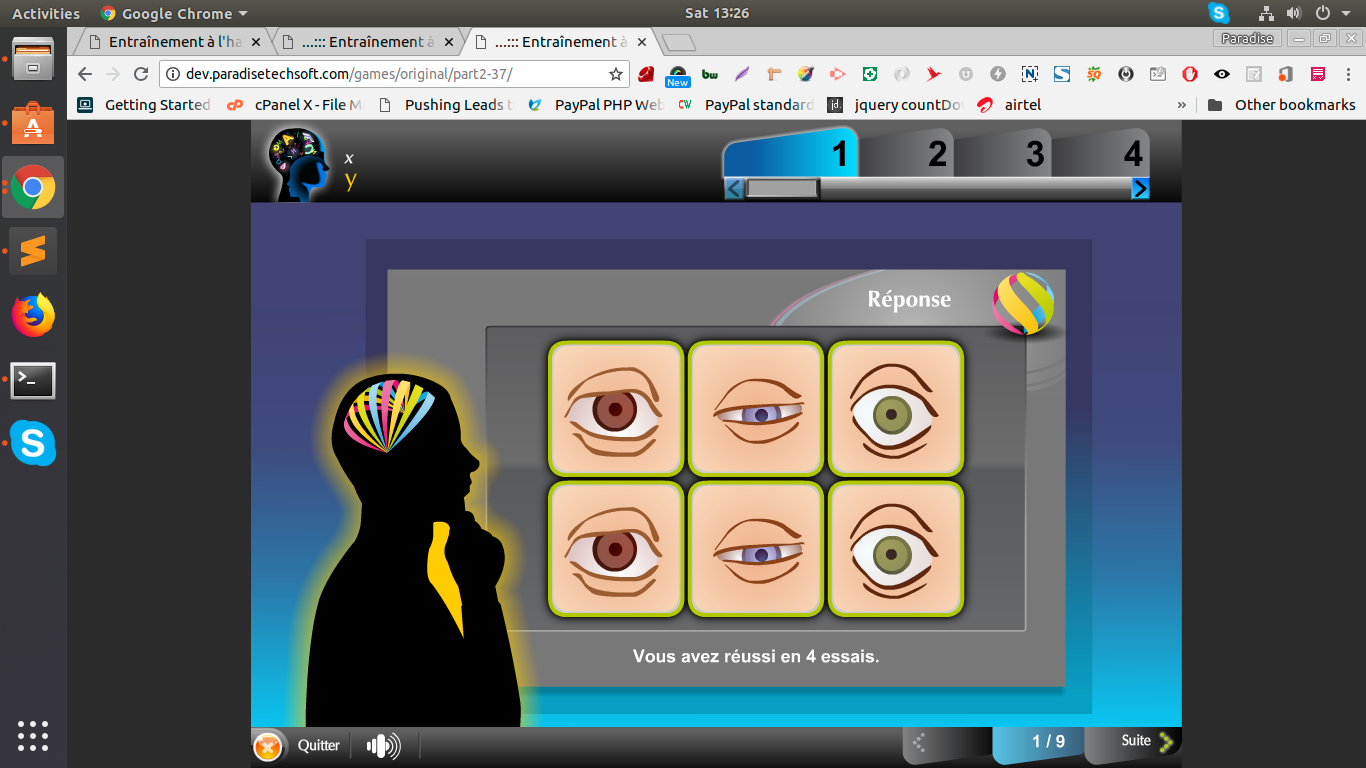 Activities
Google Chrome
Sat 13:26
Entraînement à l'ha
...::: Entraînement à
...::: Entraînement à
Paradise
dev.paradisetechsoft.com/games/original/part2-37/
New
Getting Started
cPanel X - File M
Pushing Leads t
PayPal PHP Web
PayPal standard
jquery countDo
airtel
»
Other bookmarks
x
y
1
2
3
4
Réponse
Vous avez réussi en 4 essais.
Quitter
1 / 9
Suite